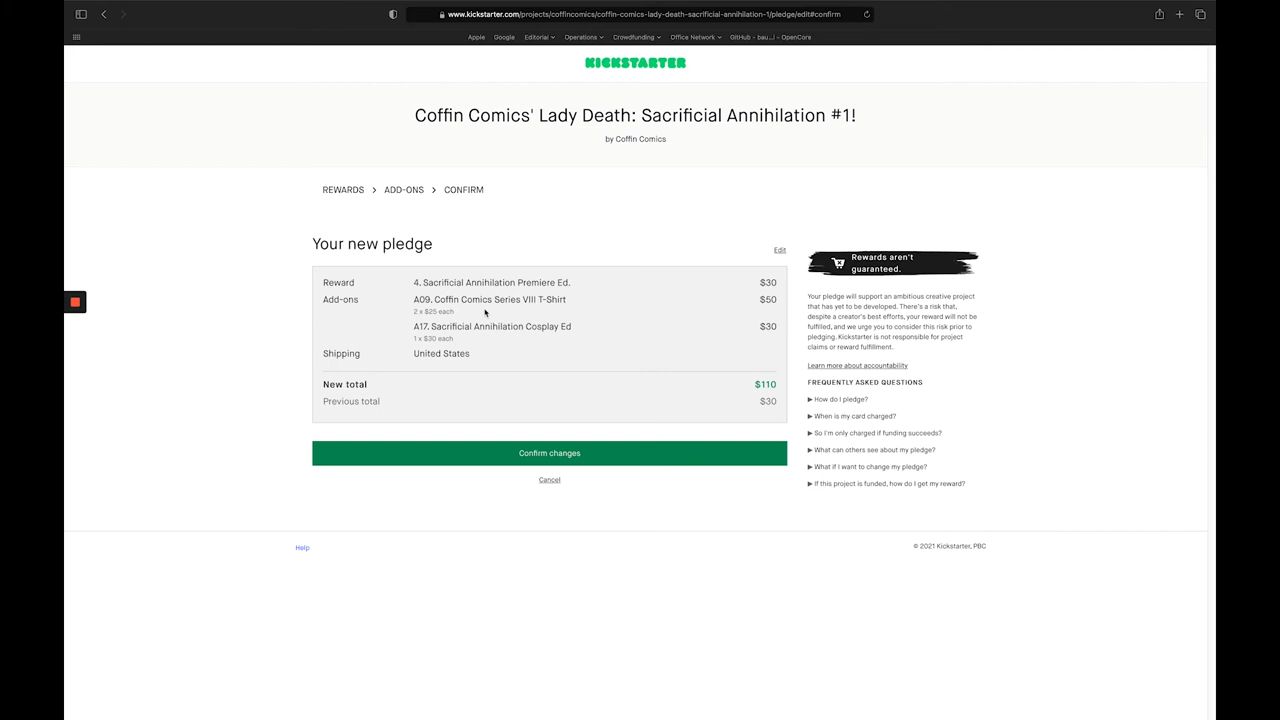 www.kickstarter.com/projects/coffincomics/coffin-comics-lady-death-sacrificial-annihilation-1/pledge/edit#confirm
Apple Google Editorial Operations Crowdfunding Office Network GitHub - bau...l - OpenCore
KICKSTARTER
Coffin Comics' Lady Death: Sacrificial Annihilation #1!
by Coffin Comics
REWARDS > ADD-ONS > CONFIRM
Your new pledge
Edit
Reward 4. Sacrificial Annihilation Premiere Ed. $30
Add-ons A09. Coffin Comics Series VIII T-Shirt $50
2 x $25 each
A17. Sacrificial Annihilation Cosplay Ed $30
1 x $30 each
Shipping United States
New total $110
Previous total $30
Confirm changes
Cancel
Rewards aren't
guaranteed.
Your pledge will support an ambitious creative project
that has yet to be developed. There's a risk that,
despite a creator's best efforts, your reward will not be
fulfilled, and we urge you to consider this risk prior to
pledging. Kickstarter is not responsible for project
claims or reward fulfillment.
Learn more about accountability
FREQUENTLY ASKED QUESTIONS
▶ How do I pledge?
▶ When is my card charged?
▶ So I'm only charged if funding succeeds?
▶ What can others see about my pledge?
▶ What if I want to change my pledge?
▶ If this project is funded, how do I get my reward?
Help
© 2021 Kickstarter, PBC